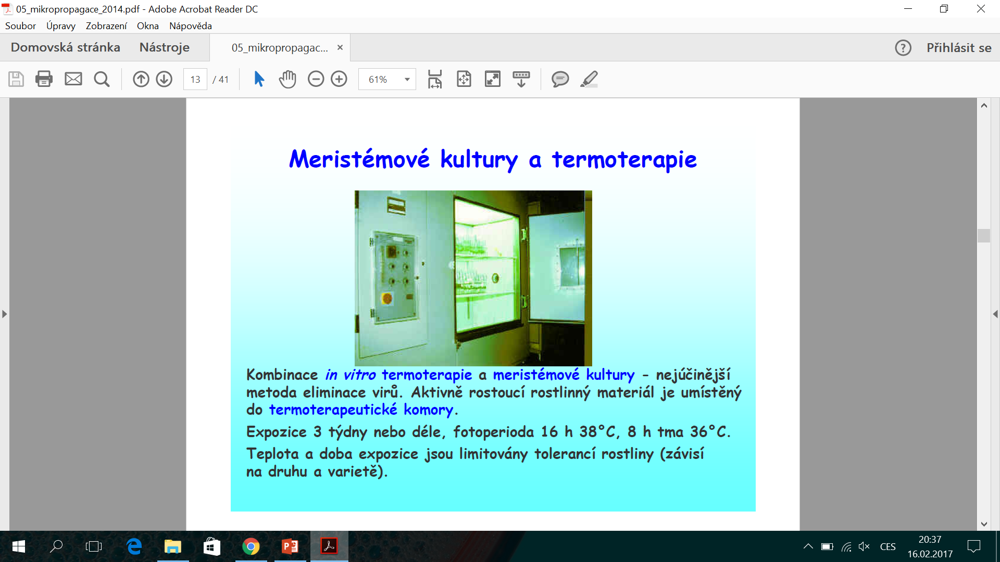 05_mikropropagace_2014.pdf - Adobe Acrobat Reader DC
Soubor Úpravy Zobrazení Okna Nápověda
Domovská stránka Nástroje 05_mikropropagac... × ? Přihlásit se
13 / 41 61%
Meristémové kultury a termoterapie
Kombinace in vitro termoterapie a meristémové kultury - nejúčinější
metoda eliminace virů. Aktivně rostoucí rostlinný materiál je umístěný
do termoterapeutické komory.
Expozice 3 týdny nebo déle, fotoperioda 16 h 38°C, 8 h tma 36°C.
Teplota a doba expozice jsou limitovány tolerancí rostliny (závisí
na druhu a varietě).
CES
20:37
16.02.2017